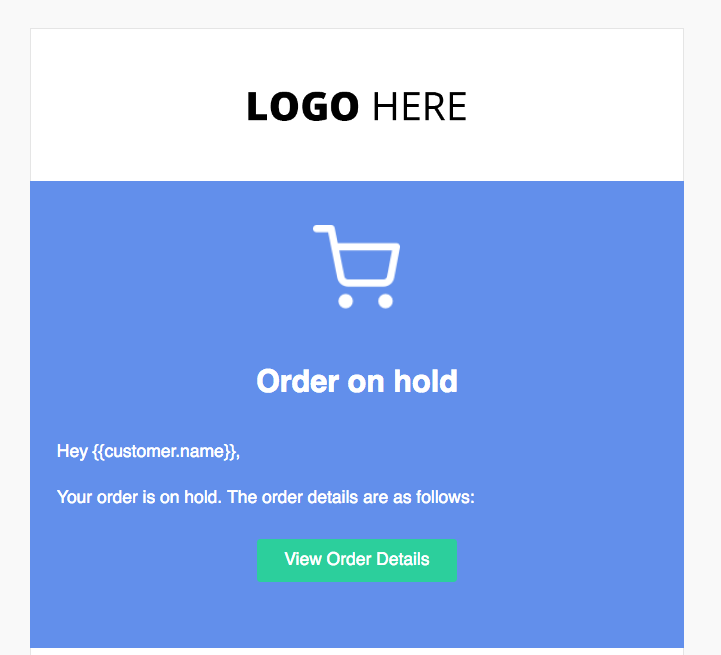 LOGO HERE
Order on hold
Hey {{customer.name}},
Your order is on hold. The order details are as follows:
View Order Details